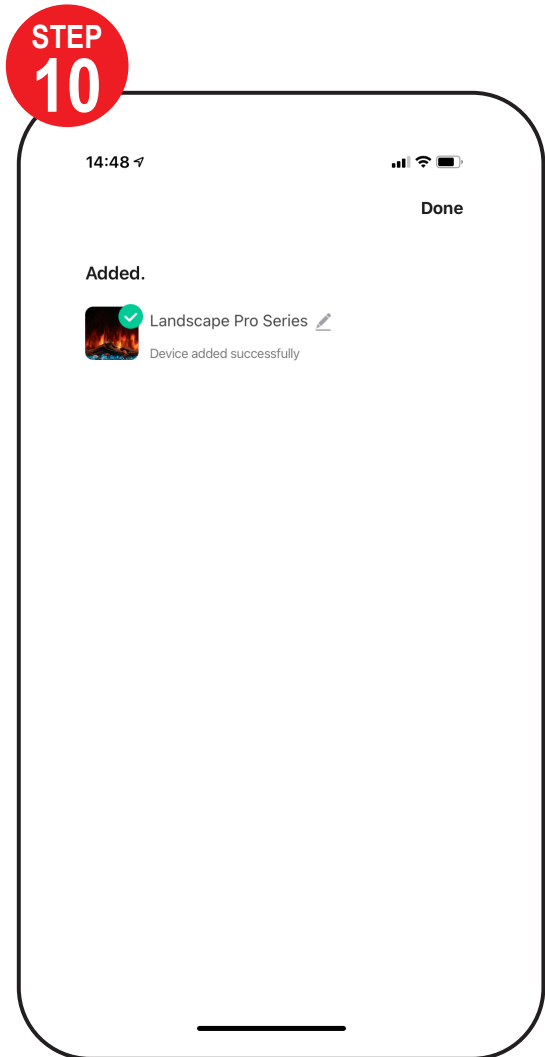 STEP
10
14:48
Done
Added.
Landscape Pro Series
Device added successfully